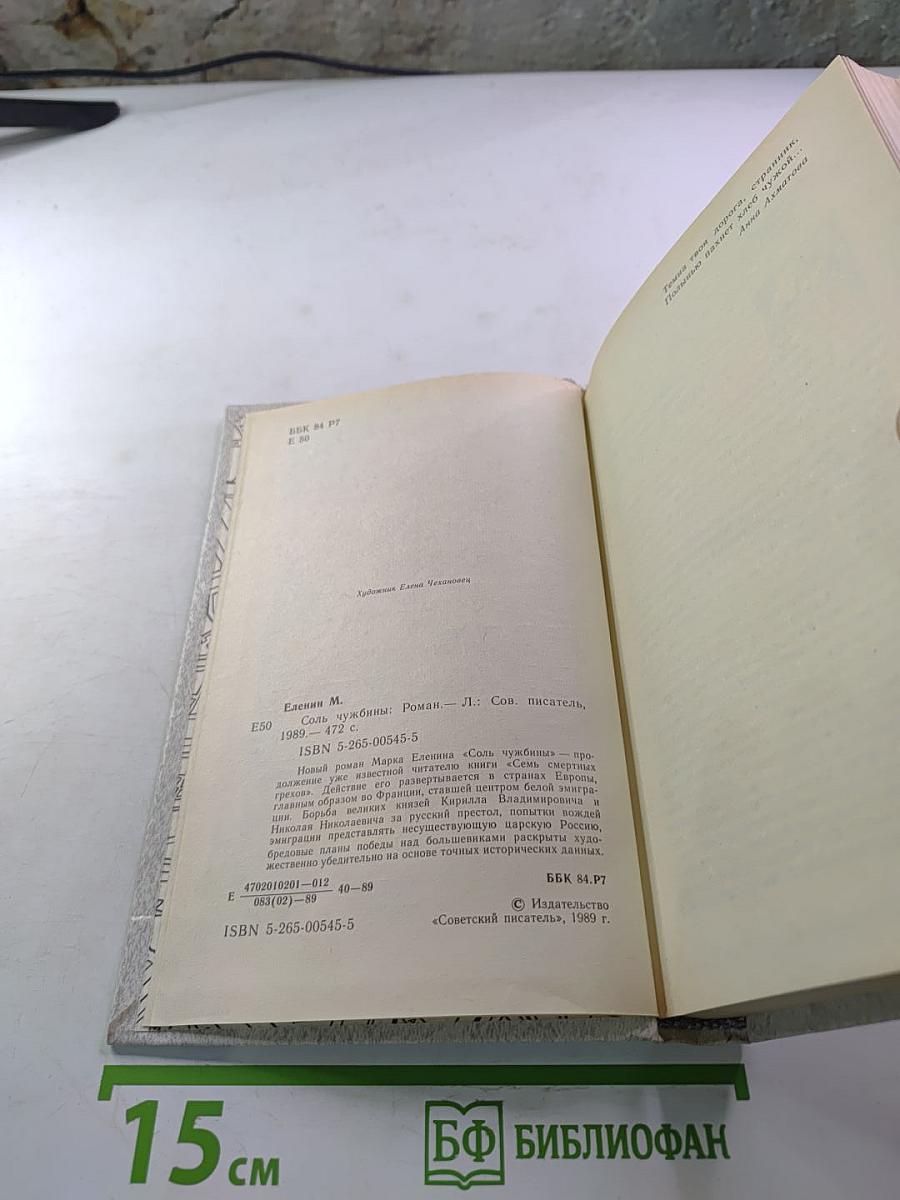 ББК 84 Р7
Е 50
Художник Елена Чехановец
Еленин М.
Е50 Соль чужбины: Роман.— Л.: Сов. писатель,
1989.— 472 с.
ISBN 5-265-00545-5
Новый роман Марка Еленина «Соль чужбины» — про-
должение уже известной читателю книги «Семь смертных
грехов». Действие его развертывается в странах Европы,
главным образом во Франции, ставшей центром белой эмигра-
ции. Борьба великих князей Кирилла Владимировича и
Николая Николаевича за русский престол, попытки вождей
эмиграции представлять несуществующую царскую Россию,
бредовые планы победы над большевиками раскрыты худо-
жественно убедительно на основе точных исторических данных.
Е 4702010201—012 40—89
083(02)—89
ББК 84.Р7
ISBN 5-265-00545-5
© Издательство
«Советский писатель», 1989 г.
Темна твоя дорога, странник,
Полынью пахнет хлеб чужой...
Анна Ахматова
15 см
БФ БИБЛИОФАН